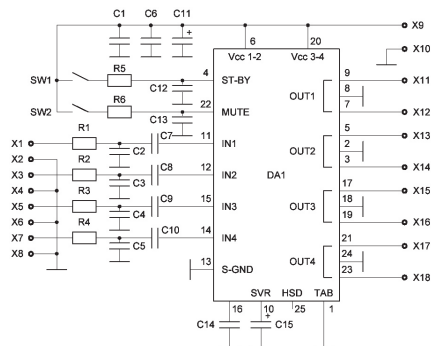 C1 C6 C11
+
X9
6 20
Vcc 1-2 Vcc 3-4
X10
SW1 R5 4 ST-BY 9 X11
C12 OUT1 8
SW2 R6 22 MUTE 7 X12
C13
X1 R1 C7 11 IN1 5 X13
X2 C2 OUT2 2
X3 R2 C8 12 IN2 3 X14
X4 C3 DA1
X5 R3 C9 15 IN3 17 X15
X6 C4 OUT3 18
X7 R4 C10 14 IN4 19 X16
X8 C5
21 X17
13 S-GND OUT4 24
23 X18
SVR HSD TAB
16 10 25 1
C14 + C15